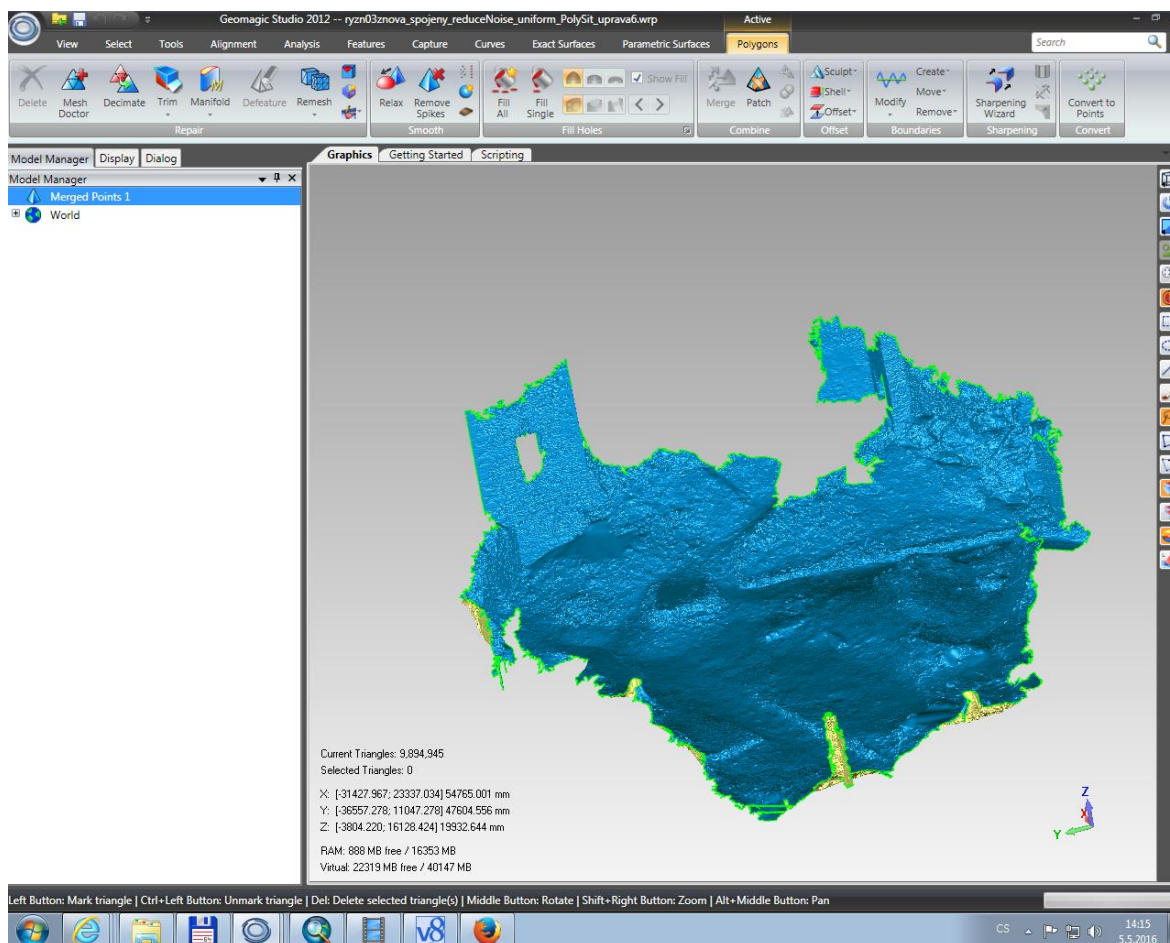 Geomagic Studio 2012 -- ryzn03znova_spojeny_reduceNoise_uniform_PolySit_uprava6.wrp
Active
View Select Tools Alignment Analysis Features Capture Curves Exact Surfaces Parametric Surfaces Polygons
Search
Delete Mesh Doctor Decimate Trim Manifold Defeature Remesh
Relax Remove Spikes
Fill All Fill Single Show Fill
Merge Patch
Sculpt
Shell
Offset
Modify Create
Move
Remove
Sharpening Wizard
Convert to Points
Repair Smooth Fill Holes Combine Offset Boundaries Sharpening Convert
Model Manager Display Dialog
Graphics Getting Started Scripting
Model Manager
Merged Points 1
World
Current Triangles: 9,894,945
Selected Triangles: 0
X: [-31427.967; 23337.034] 54765.001 mm
Y: [-36557.278; 11047.278] 47604.556 mm
Z: [-3804.220; 16128.424] 19932.644 mm
RAM: 888 MB free / 16353 MB
Virtual: 22319 MB free / 40147 MB
Z
X
Y
Left Button: Mark triangle | Ctrl+Left Button: Unmark triangle | Del: Delete selected triangle(s) | Middle Button: Rotate | Shift+Right Button: Zoom | Alt+Middle Button: Pan
v8
CS
14:15
5.5.2016